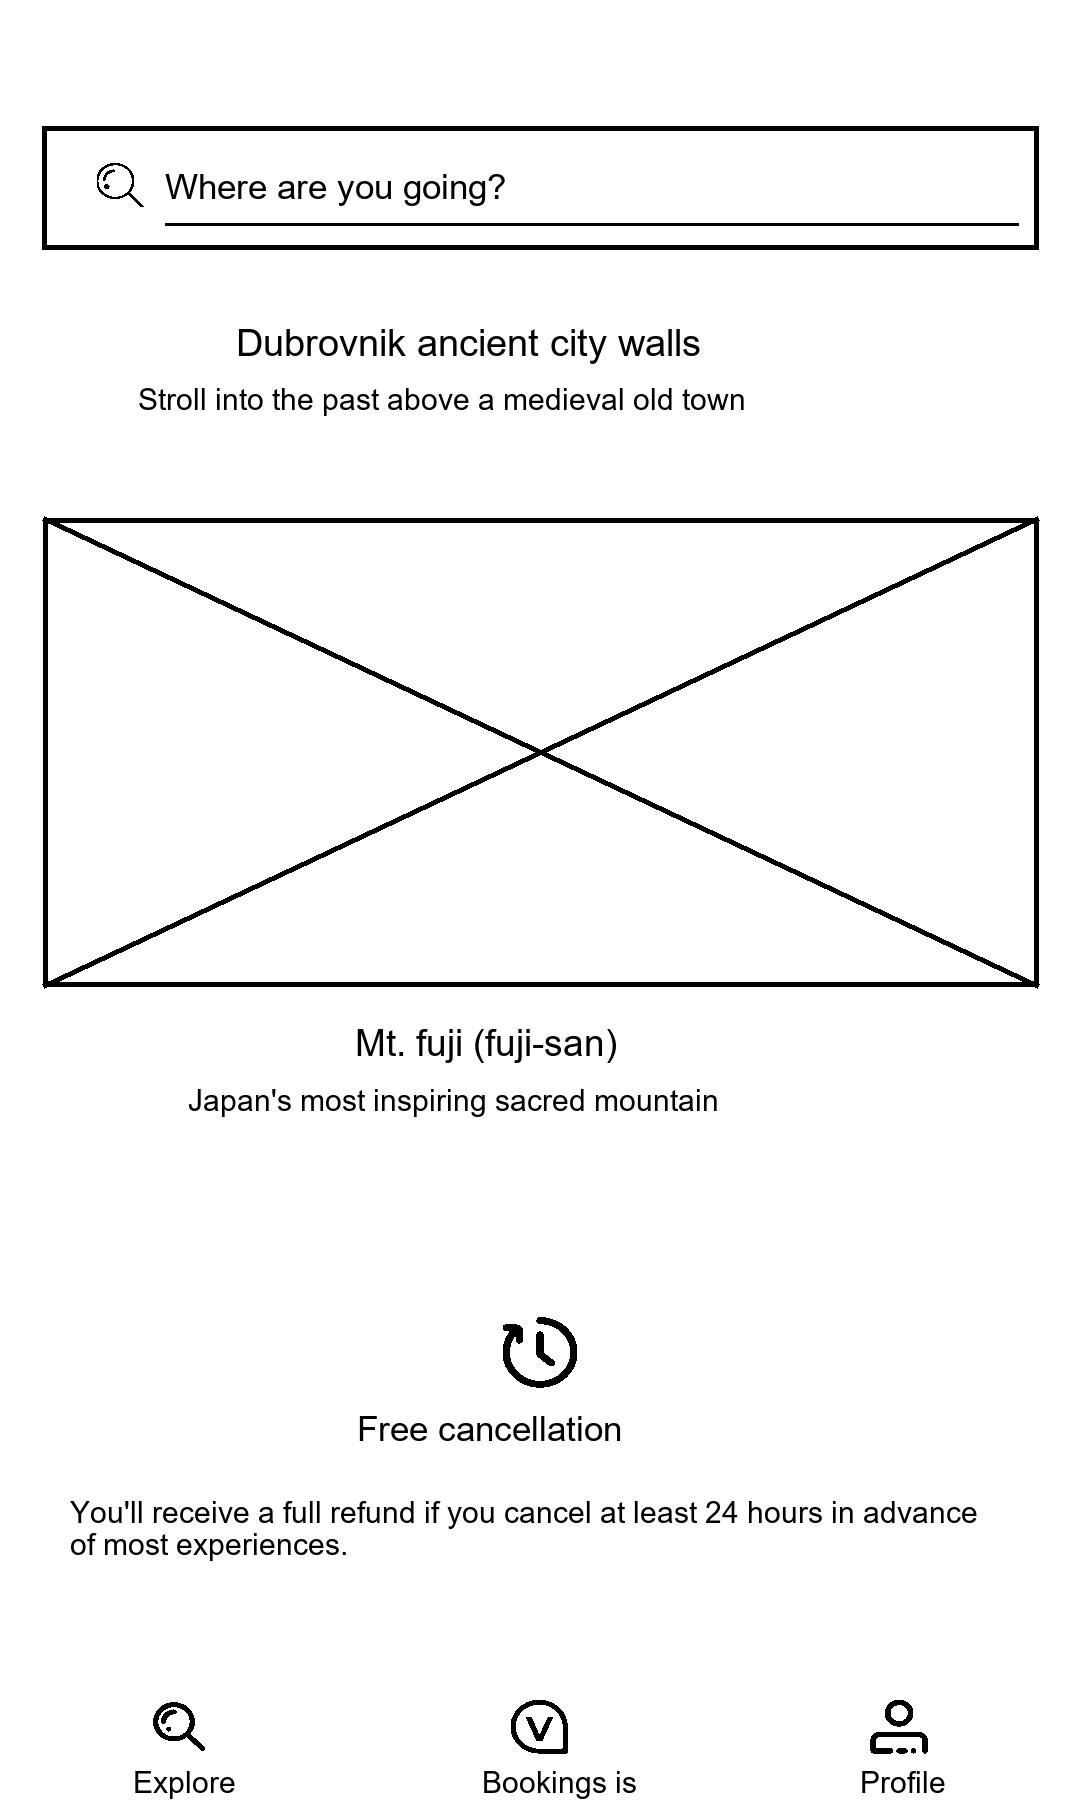 Where are you going?
Dubrovnik ancient city walls
Stroll into the past above a medieval old town
Mt. fuji (fuji-san)
Japan's most inspiring sacred mountain
Free cancellation
You'll receive a full refund if you cancel at least 24 hours in advance
of most experiences.
Explore
Bookings is
Profile